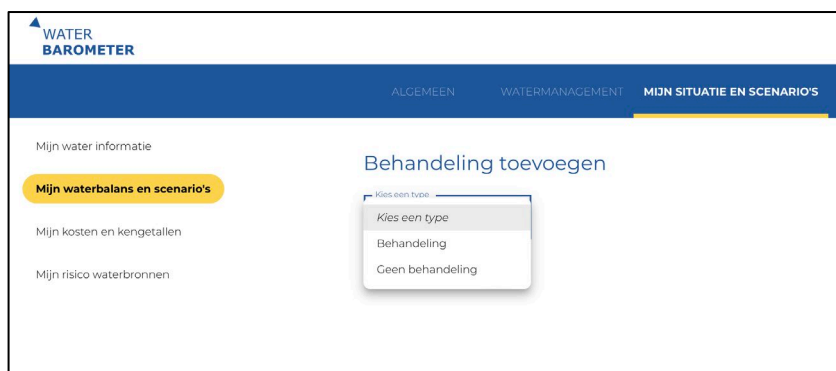 WATER
BAROMETER
ALGEMEEN WATERMANAGEMENT MIJN SITUATIE EN SCENARIO'S
Mijn water informatie
Mijn waterbalans en scenario's
Mijn kosten en kengetallen
Mijn risico waterbronnen
Behandeling toevoegen
Kies een type
Kies een type
Behandeling
Geen behandeling